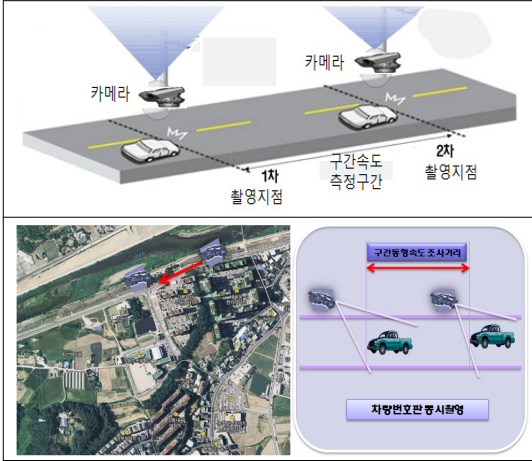 카메라
카메라
1차
촬영지점
구간속도
측정구간
2차
촬영지점
구간통행속도 조사거리
차량번호판 동시촬영